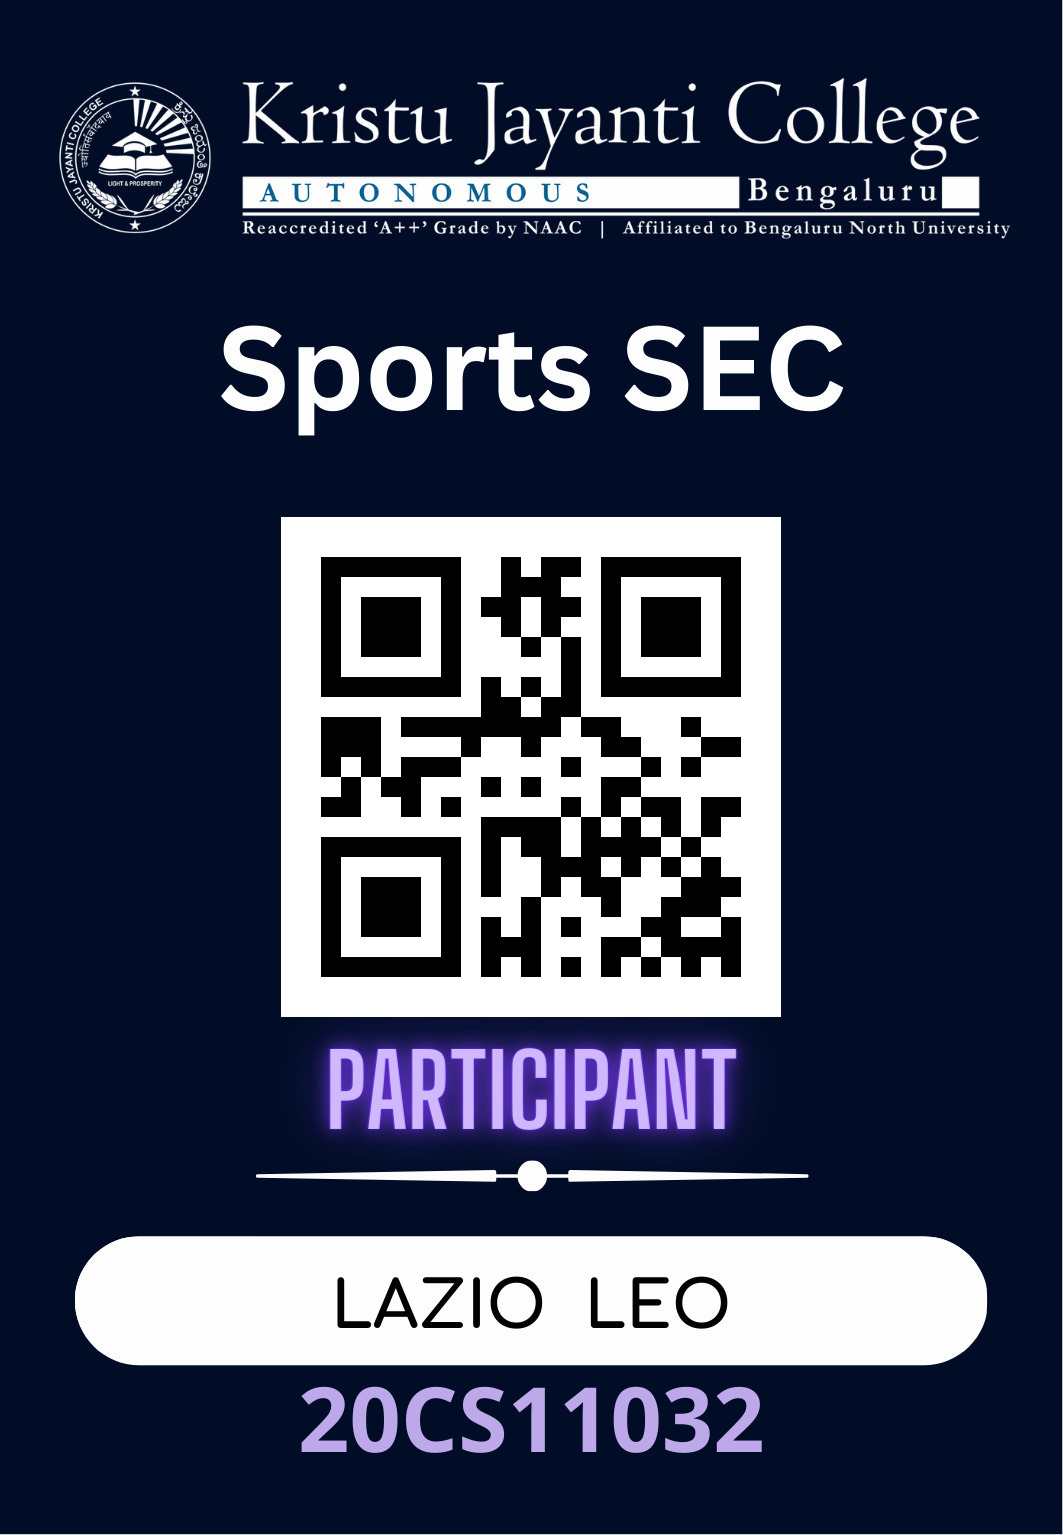 Kristu Jayanti College
AUTONOMOUS Bengaluru
Reaccredited ‘A++’ Grade by NAAC | Affiliated to Bengaluru North University
KRISTU JAYANTI COLLEGE
LIGHT & PROSPERITY
Sports SEC
PARTICIPANT
LAZIO LEO
20CS11032